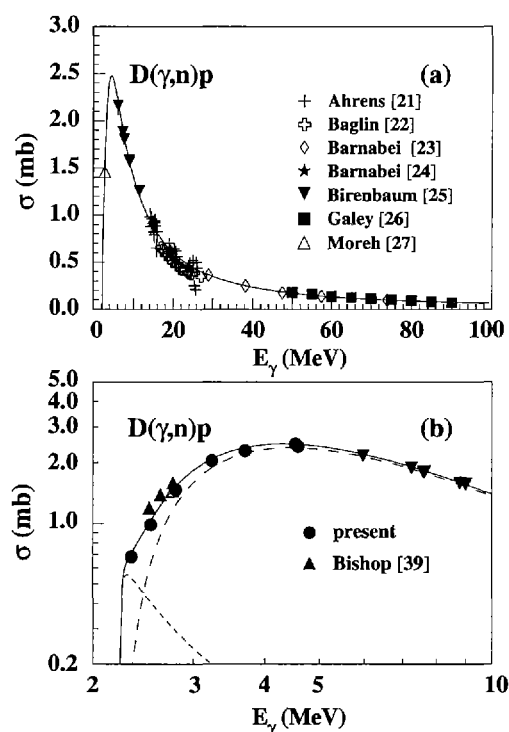 3.0
2.5
2.0
1.5
1.0
0.5
0.0
σ (mb)
D(γ,n)p
(a)
Ahrens [21]
Baglin [22]
Barnabei [23]
Barnabei [24]
Birenbaum [25]
Galey [26]
Moreh [27]
0 20 40 60 80 100
Eγ (MeV)
5.0
4.0
3.0
2.0
1.0
0.2
σ (mb)
D(γ,n)p
(b)
present
Bishop [39]
2 3 4 5 10
Eγ (MeV)